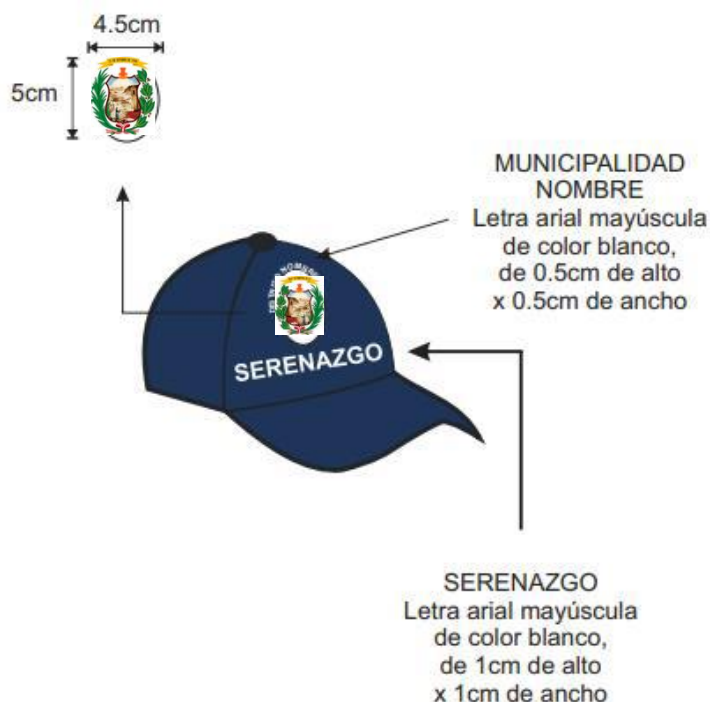 4.5cm
5cm
MUNICIPALIDAD
NOMBRE
Letra arial mayúscula
de color blanco,
de 0.5cm de alto
x 0.5cm de ancho
NOMBRE
SERENAZGO
SERENAZGO
Letra arial mayúscula
de color blanco,
de 1cm de alto
x 1cm de ancho